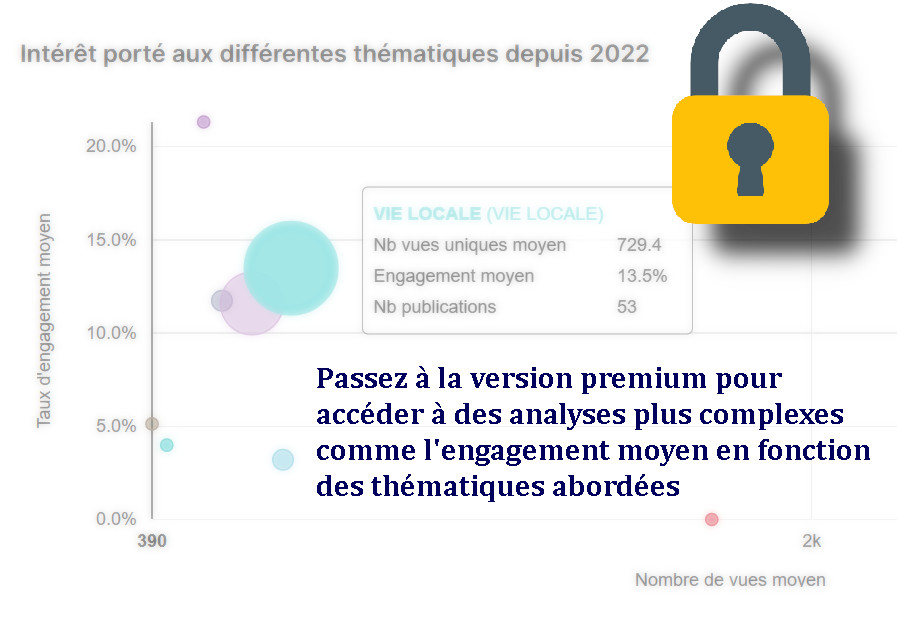 Intérêt porté aux différentes thématiques depuis 2022
20.0%
15.0%
10.0%
5.0%
0.0%
Taux d'engagement moyen
VIE LOCALE (VIE LOCALE)
Nb vues uniques moyen 729.4
Engagement moyen 13.5%
Nb publications 53
Passez à la version premium pour
accéder à des analyses plus complexes
comme l'engagement moyen en fonction
des thématiques abordées
390
2k
Nombre de vues moyen